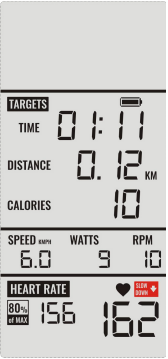 TARGETS
TIME 01:11
DISTANCE 0.12 KM
CALORIES 10
SPEED KMPH WATTS RPM
6.0 9 10
HEART RATE SLOW DOWN
80% of MAX 156 162